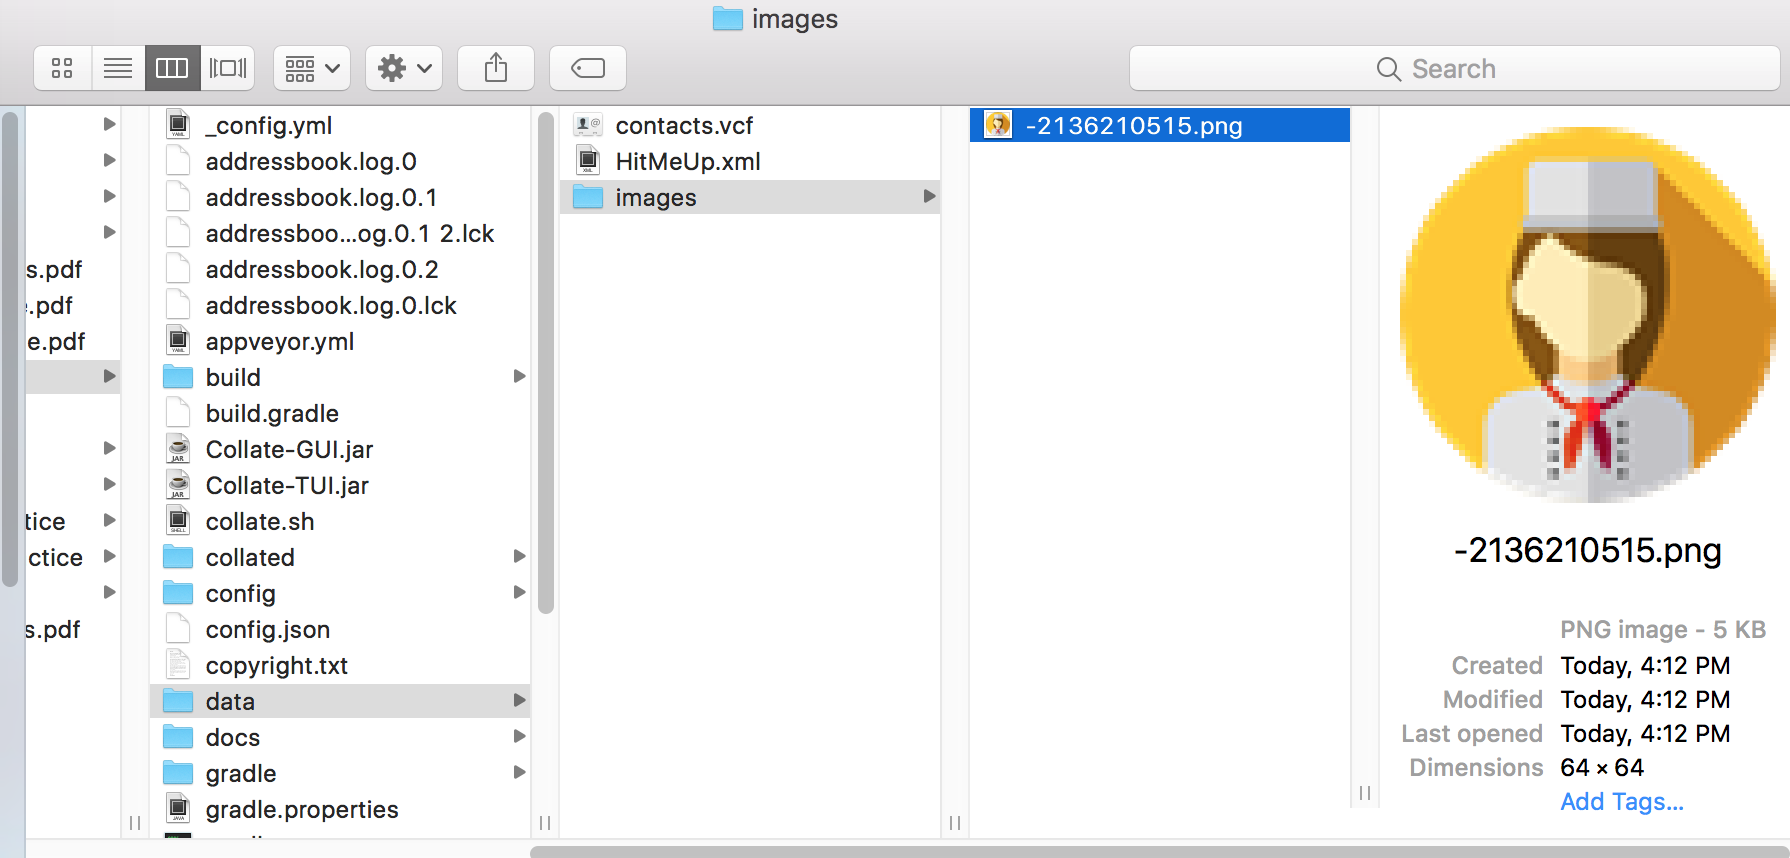 images
Search
s.pdf
.pdf
e.pdf
tice
ctice
s.pdf
_config.yml
addressbook.log.0
addressbook.log.0.1
addressboo...og.0.1 2.lck
addressbook.log.0.2
addressbook.log.0.lck
appveyor.yml
build
build.gradle
Collate-GUI.jar
Collate-TUI.jar
collate.sh
collated
config
config.json
copyright.txt
data
docs
gradle
gradle.properties
contacts.vcf
HitMeUp.xml
images
-2136210515.png
-2136210515.png
PNG image - 5 KB
Created Today, 4:12 PM
Modified Today, 4:12 PM
Last opened Today, 4:12 PM
Dimensions 64 × 64
Add Tags...